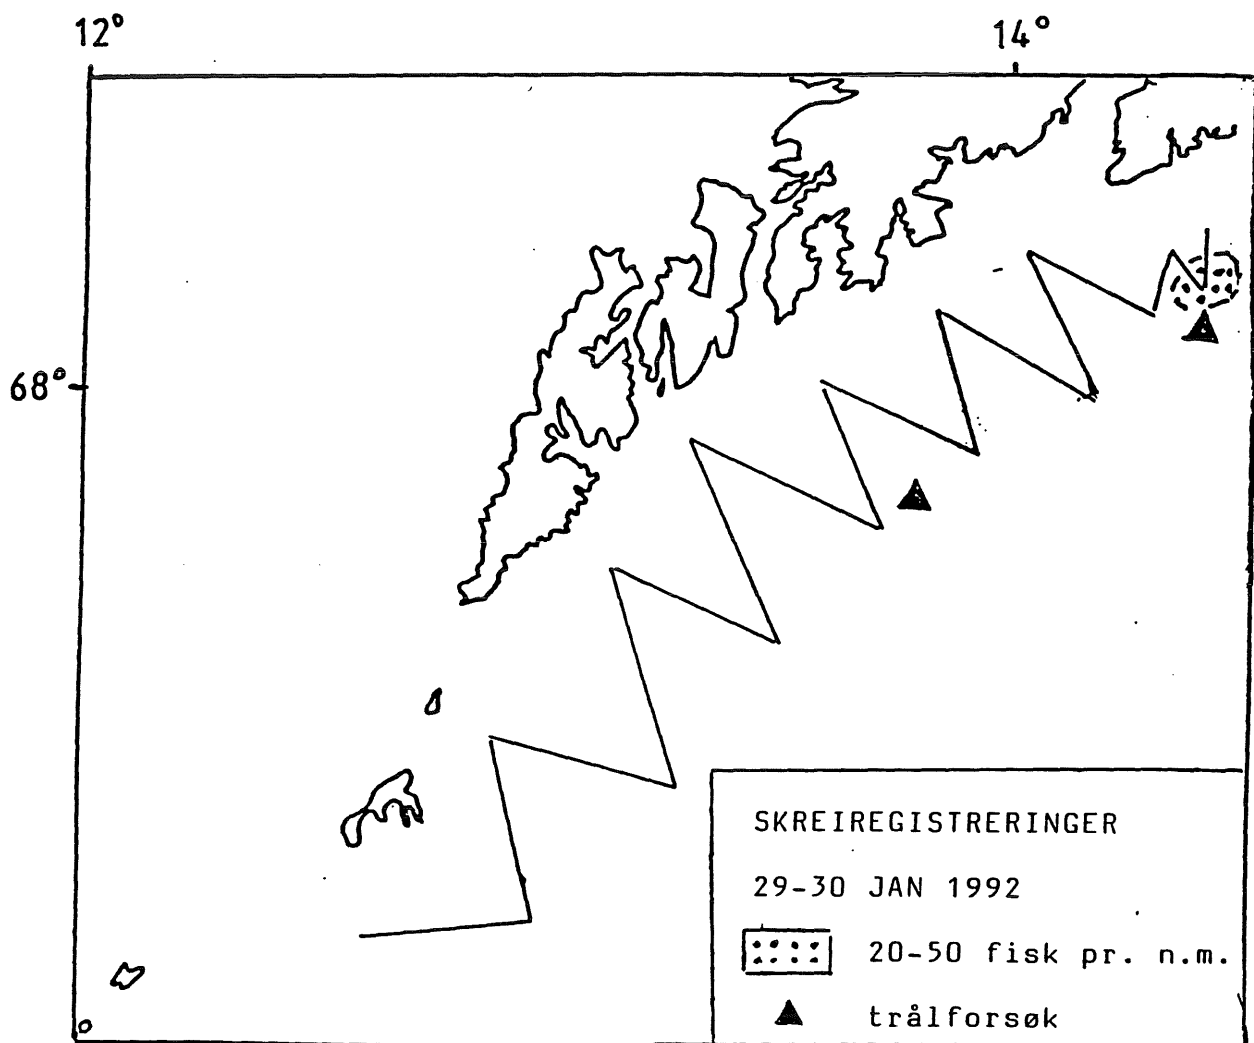 12° 14°
68°
SKREIREGISTRERINGER
29-30 JAN 1992
20-50 fisk pr. n.m.
trålforsøk